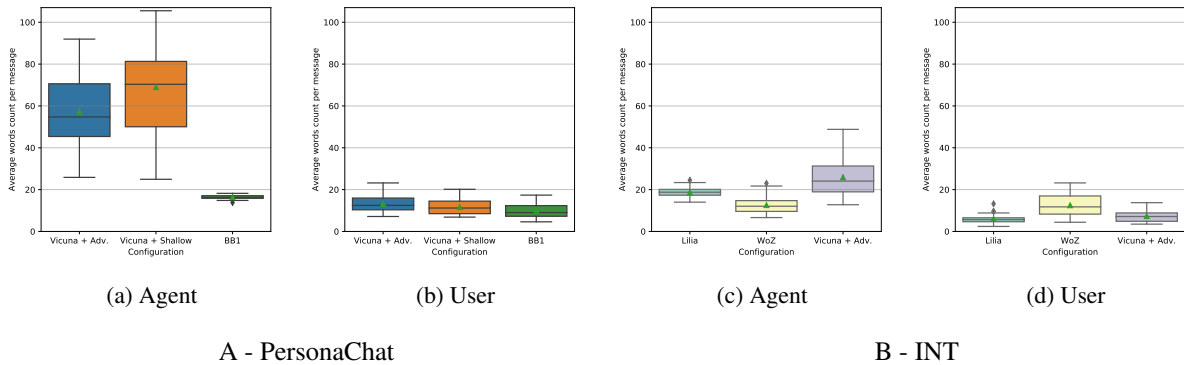 100
80
60
40
20
0
Average words count per message
Vicuna + Adv.
Vicuna + Shallow
BB1
Configuration
(a) Agent
100
80
60
40
20
0
Average words count per message
Vicuna + Adv.
Vicuna + Shallow
BB1
Configuration
(b) User
100
80
60
40
20
0
Average words count per message
Lilia
WoZ
Vicuna + Adv.
Configuration
(c) Agent
100
80
60
40
20
0
Average words count per message
Lilia
WoZ
Vicuna + Adv.
Configuration
(d) User
A - PersonaChat
B - INT